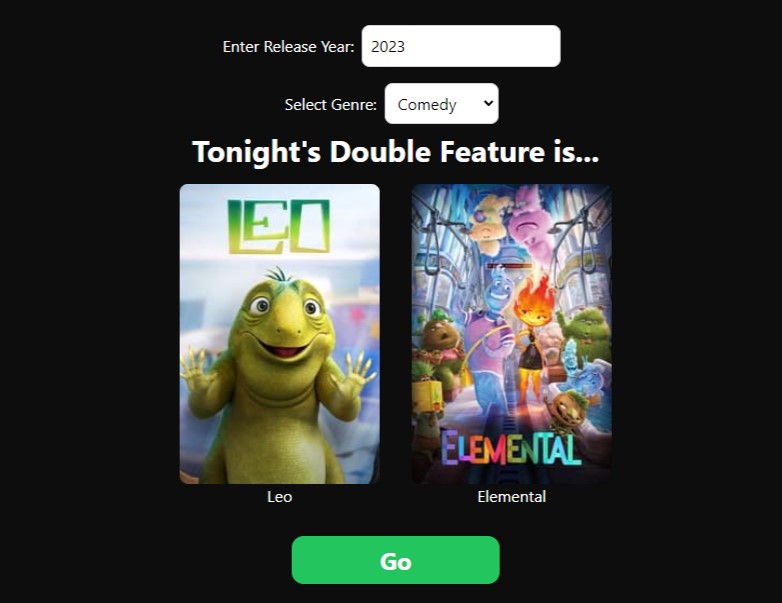 Enter Release Year: 2023
Select Genre: Comedy
Tonight's Double Feature is...
LEO
ELEMENTAL
Leo
Elemental
Go